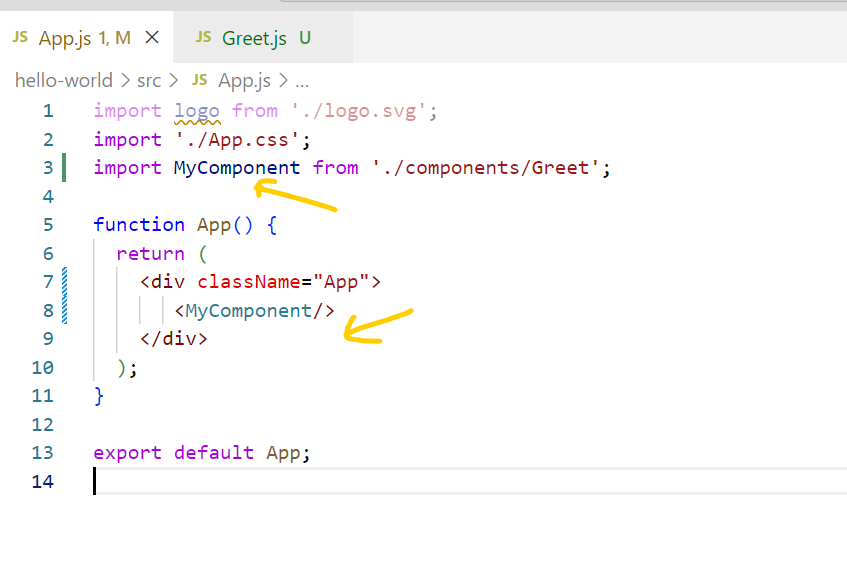 JS App.js 1, M ✕ JS Greet.js U
hello-world > src > JS App.js > ...
1 import logo from './logo.svg';
2 import './App.css';
3 import MyComponent from './components/Greet';
4
5 function App() {
6 return (
7 <div className="App">
8 <MyComponent/>
9 </div>
10 );
11 }
12
13 export default App;
14